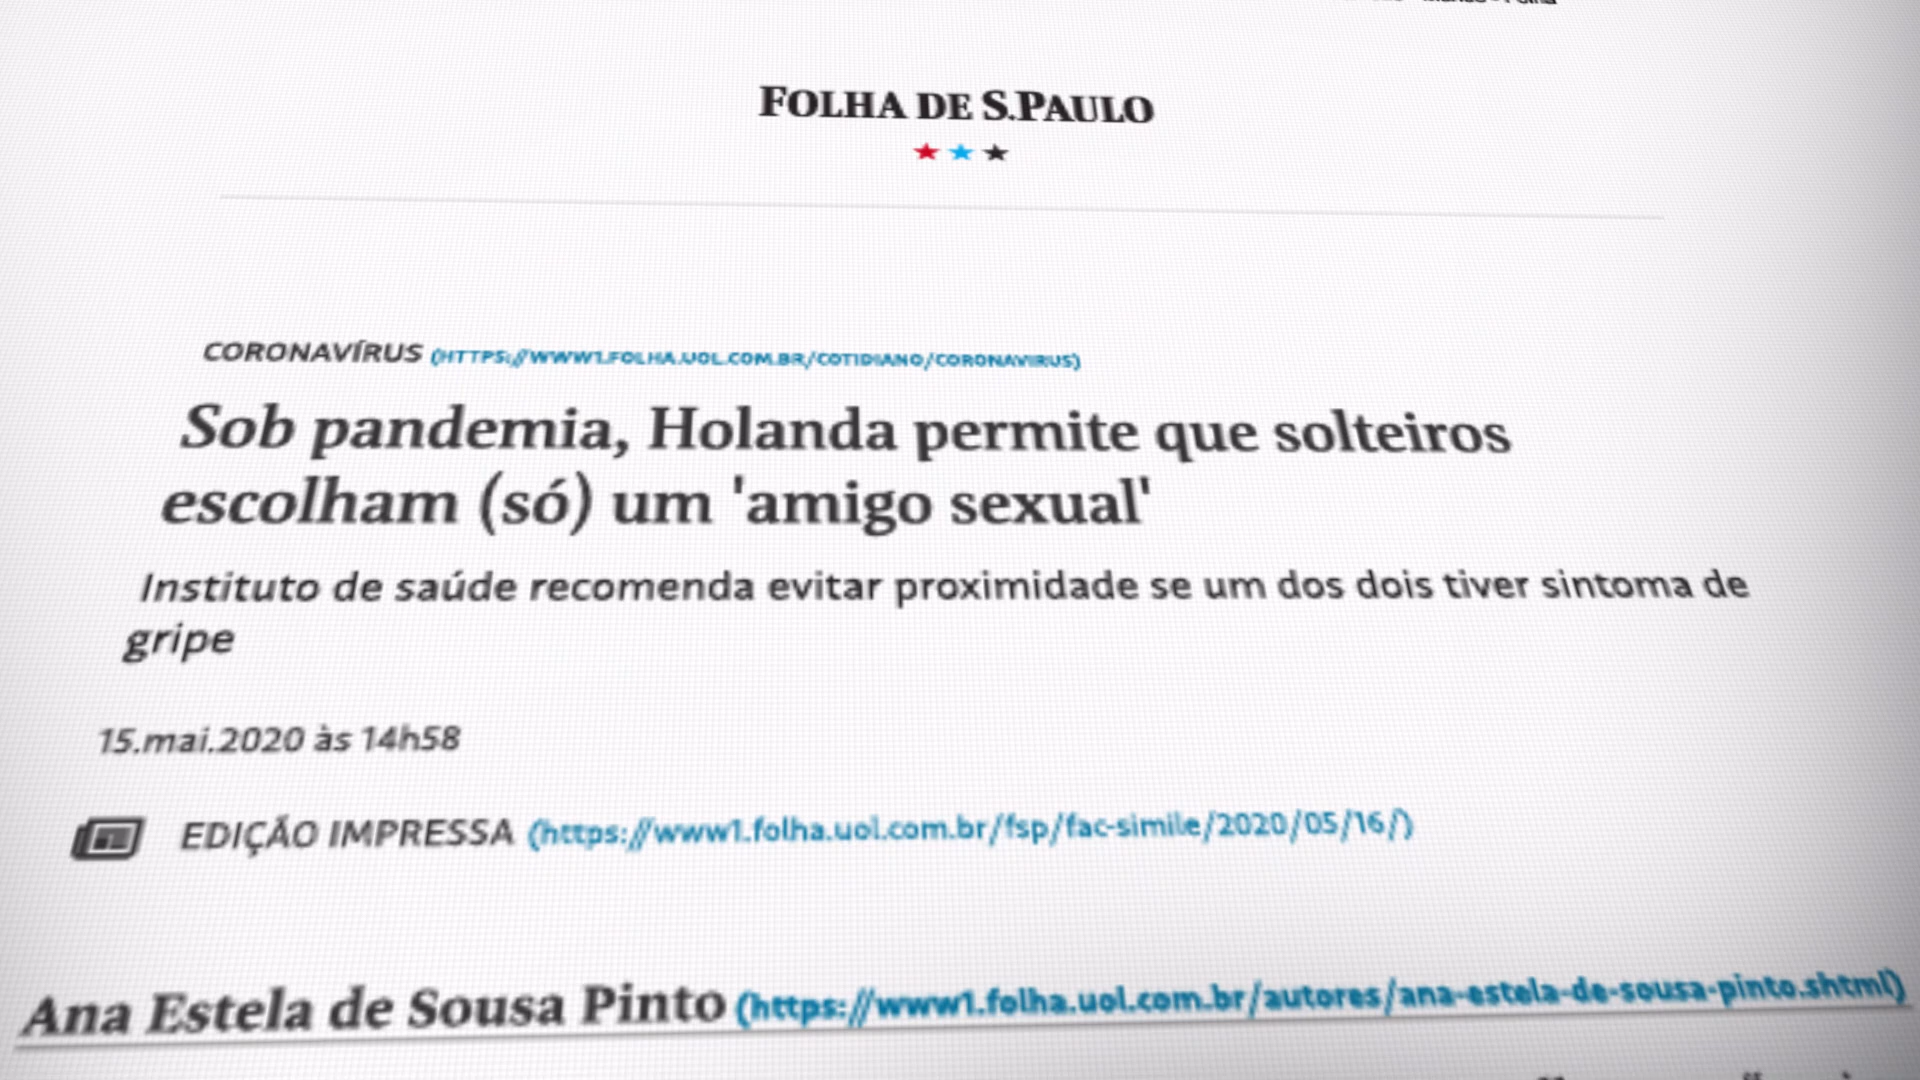 FOLHA DE S.PAULO
CORONAVÍRUS (HTTPS://WWW1.FOLHA.UOL.COM.BR/COTIDIANO/CORONAVIRUS)
Sob pandemia, Holanda permite que solteiros
escolham (só) um 'amigo sexual'
Instituto de saúde recomenda evitar proximidade se um dos dois tiver sintoma de
gripe
15.mai.2020 às 14h58
EDIÇÃO IMPRESSA (https://www1.folha.uol.com.br/fsp/fac-simile/2020/05/16/)
Ana Estela de Sousa Pinto (https://www1.folha.uol.com.br/autores/ana-estela-de-sousa-pinto.shtml)